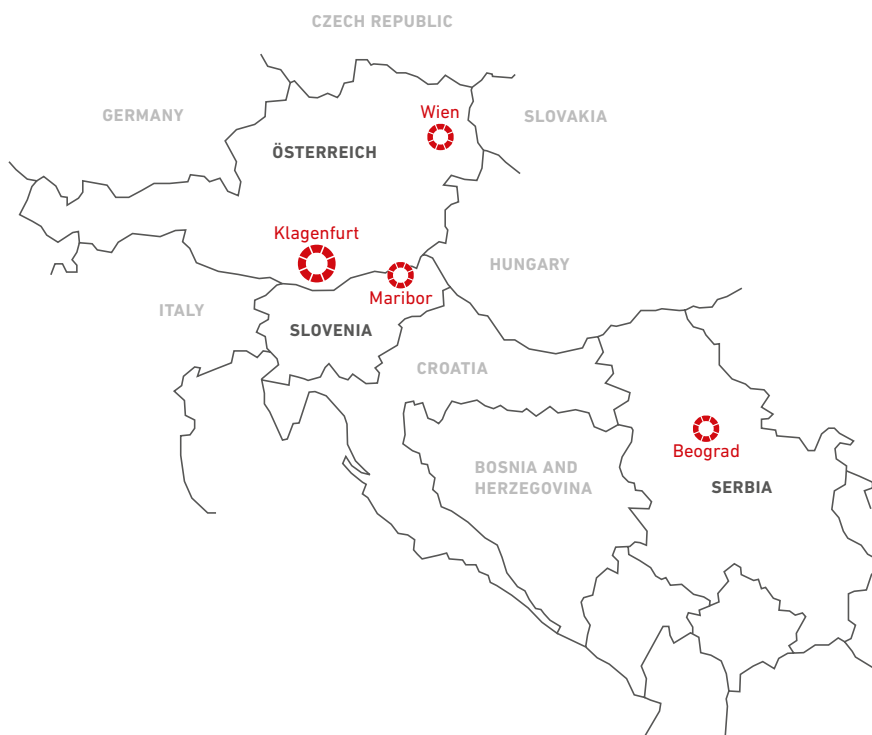 CZECH REPUBLIC
GERMANY
Wien
SLOVAKIA
ÖSTERREICH
Klagenfurt
HUNGARY
Maribor
ITALY
SLOVENIA
CROATIA
Beograd
BOSNIA AND
HERZEGOVINA
SERBIA